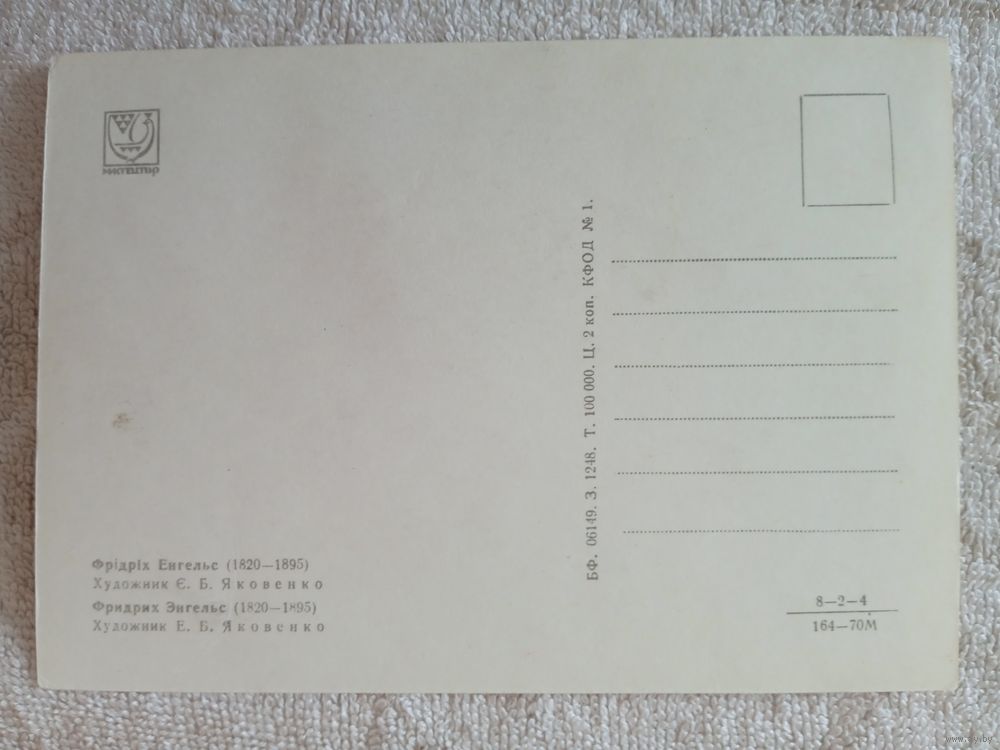 мистецтво
Фрідріх Енгельс (1820—1895)
Художник Є. Б. Яковенко
Фридрих Энгельс (1820—1895)
Художник Е. Б. Яковенко
БФ. 06149. З. 1248. Т. 100 000. Ц. 2 коп. КФОД № 1.
8—2—4
164—70М